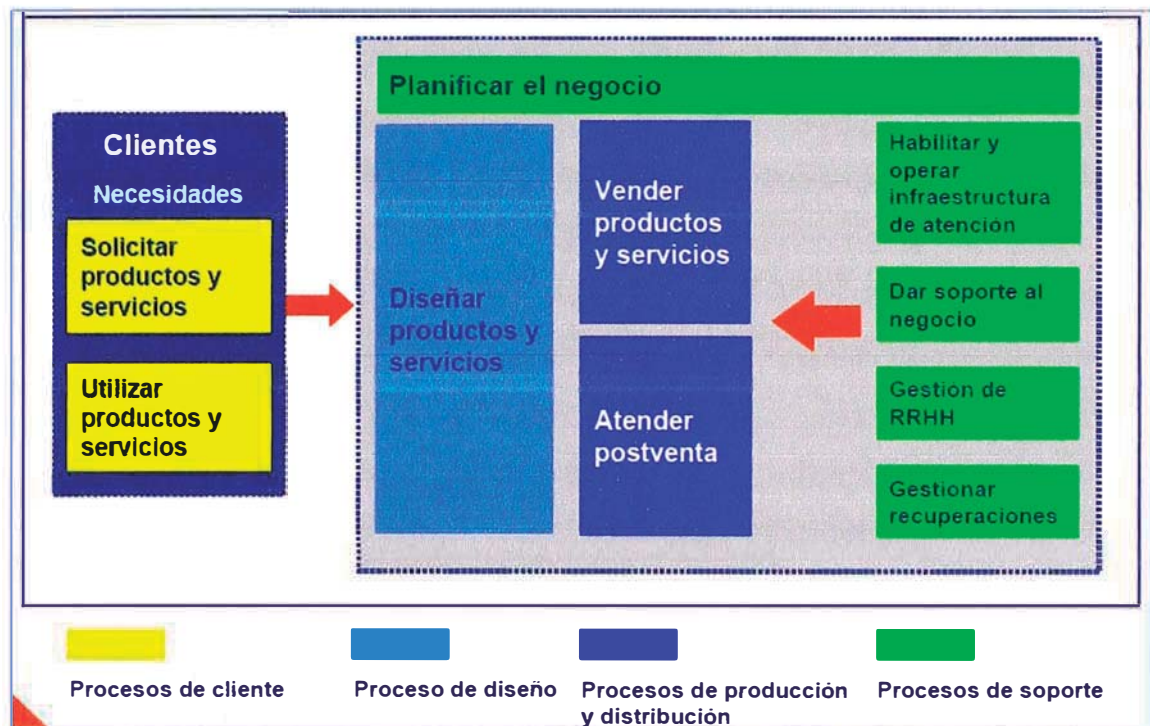 Planificar el negocio
Clientes
Necesidades
Solicitar
productos y
servicios
Utilizar
productos y
servicios
Diseñar
productos y
servicios
Vender
productos
y servicios
Atender
postventa
Habilitar y
operar
infraestructura
de atención
Dar soporte al
negocio
Gestion de
RRHH
Gestionar
recuperaciones
Procesos de cliente
Proceso de diseño
Procesos de producción
y distribución
Procesos de soporte